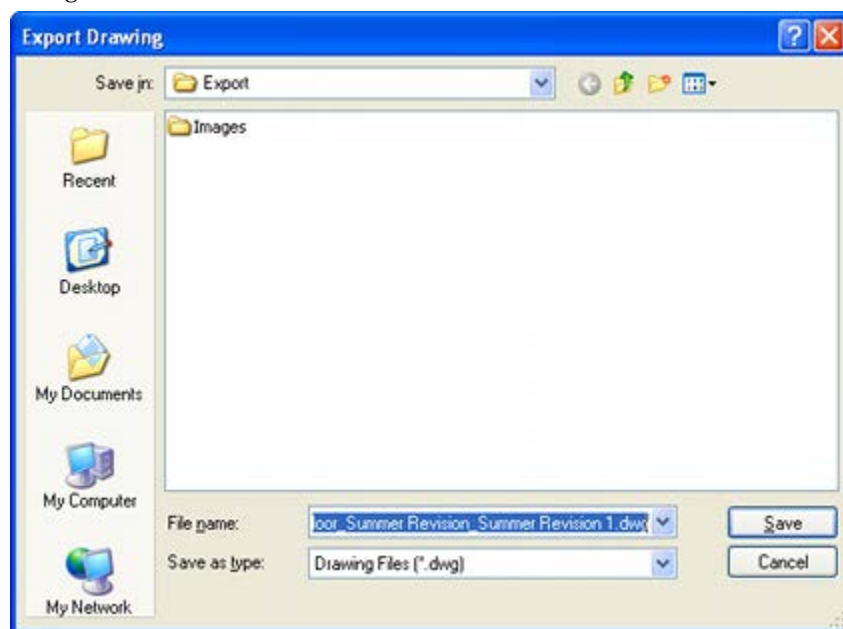 Export Drawing
Save in: Export
Images
Recent
Desktop
My Documents
My Computer
My Network
File name: oor_Summer Revision_Summer Revision 1.dwg
Save
Save as type: Drawing Files (*.dwg)
Cancel